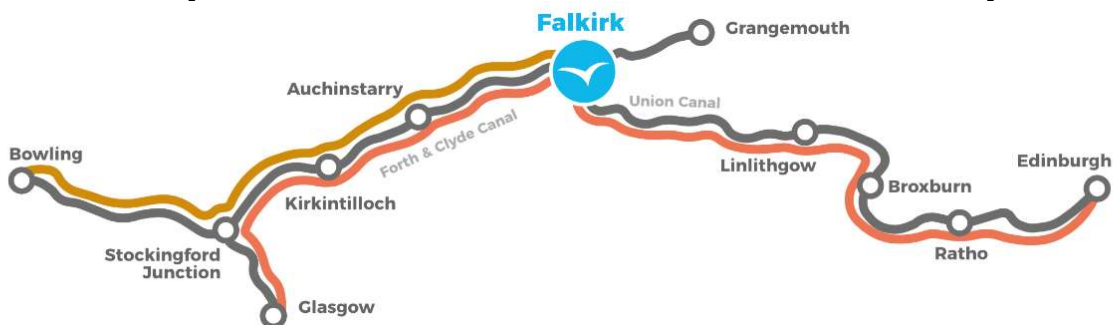 Falkirk
Grangemouth
Auchinstarry
Union Canal
Forth & Clyde Canal
Bowling
Linlithgow
Edinburgh
Kirkintilloch
Broxburn
Stockingford
Junction
Ratho
Glasgow